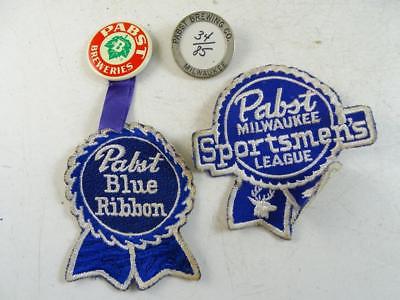 PABST
B
BREWERIES
PABST BREWING CO.
34
85
MILWAUKEE
Pabst
Blue
Ribbon
Pabst
MILWAUKEE
Sportsmen's
LEAGUE